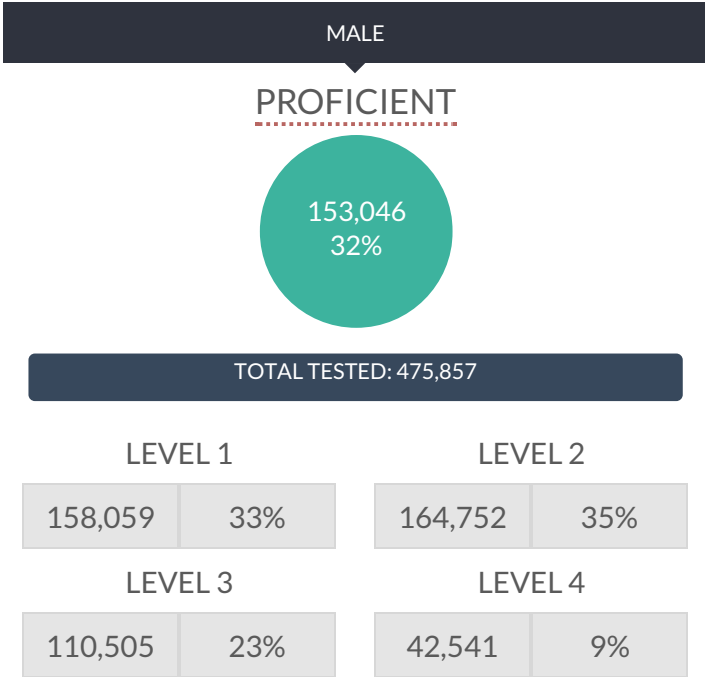 MALE
PROFICIENT
153,046
32%
TOTAL TESTED: 475,857
LEVEL 1
158,059 33%
LEVEL 2
164,752 35%
LEVEL 3
110,505 23%
LEVEL 4
42,541 9%